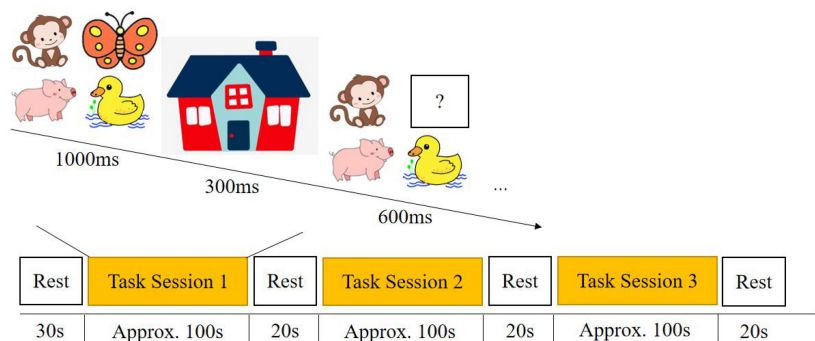 ?
1000ms
300ms
600ms
...
Rest Task Session 1 Rest Task Session 2 Rest Task Session 3 Rest
30s Approx. 100s 20s Approx. 100s 20s Approx. 100s 20s